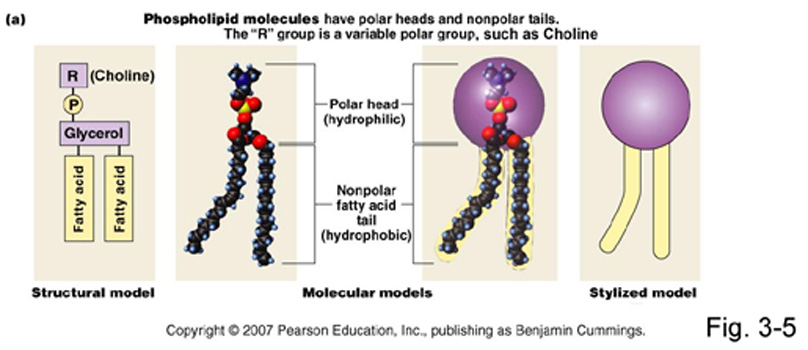 (a)
Phospholipid molecules have polar heads and nonpolar tails.
The "R" group is a variable polar group, such as Choline
R (Choline)
P
Glycerol
Fatty acid
Fatty acid
Polar head
(hydrophilic)
Nonpolar
fatty acid
tail
(hydrophobic)
Structural model
Molecular models
Stylized model
Copyright © 2007 Pearson Education, Inc., publishing as Benjamin Cummings.
Fig. 3-5